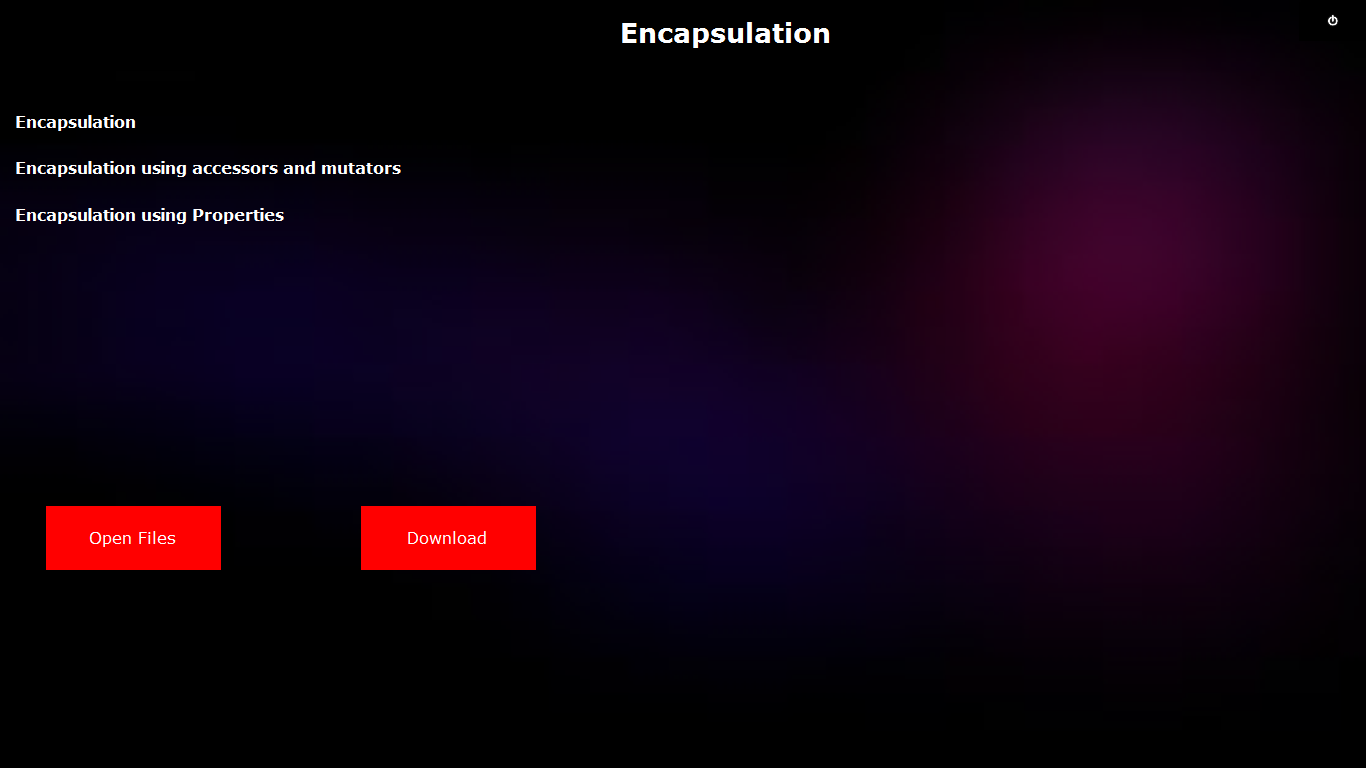 Encapsulation
Encapsulation
Encapsulation using accessors and mutators
Encapsulation using Properties
Open Files
Download